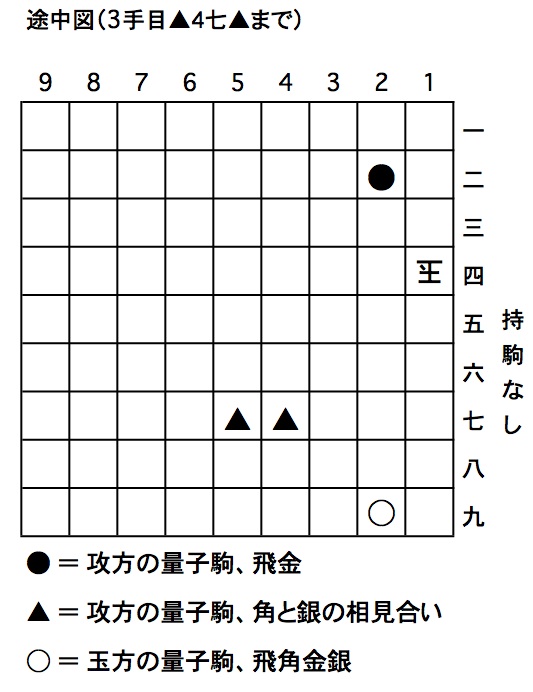 途中図(3手目▲4七▲まで)
9 8 7 6 5 4 3 2 1
一
二
三
王 四
五
六
七
八
九
持駒なし
● = 攻方の量子駒、飛金
▲ = 攻方の量子駒、角と銀の相見合い
○ = 玉方の量子駒、飛角金銀